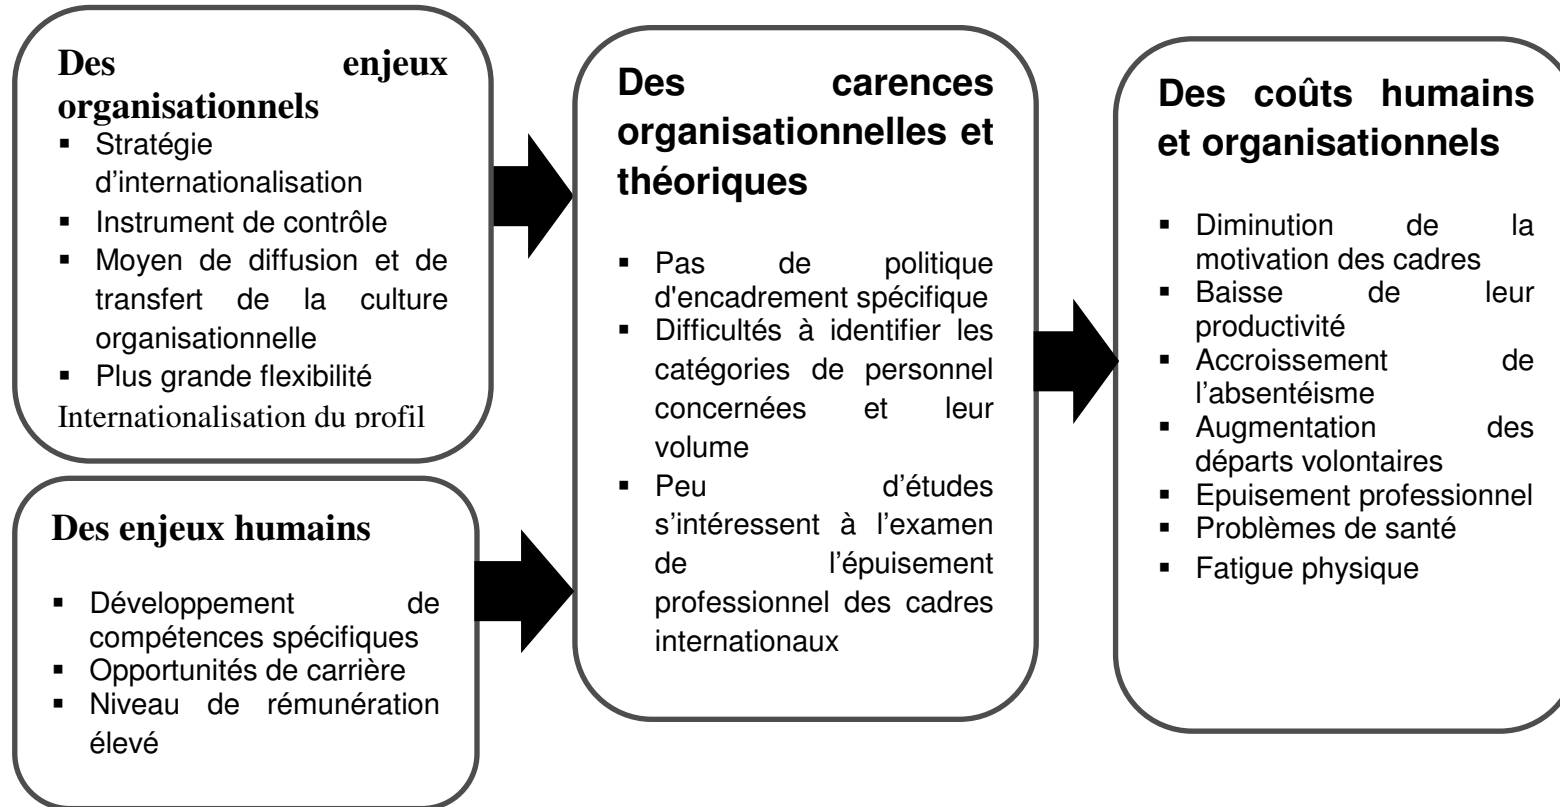 Des enjeux
organisationnels
▪ Stratégie
d’internationalisation
▪ Instrument de contrôle
▪ Moyen de diffusion et de
transfert de la culture
organisationnelle
▪ Plus grande flexibilité
Internationalisation du profil
Des enjeux humains
▪ Développement de
compétences spécifiques
▪ Opportunités de carrière
▪ Niveau de rémunération
élevé
Des carences
organisationnelles et
théoriques
▪ Pas de politique
d'encadrement spécifique
▪ Difficultés à identifier les
catégories de personnel
concernées et leur
volume
▪ Peu d’études
s’intéressent à l’examen
de l’épuisement
professionnel des cadres
internationaux
Des coûts humains
et organisationnels
▪ Diminution de la
motivation des cadres
▪ Baisse de leur
productivité
▪ Accroissement de
l’absentéisme
▪ Augmentation des
départs volontaires
▪ Epuisement professionnel
▪ Problèmes de santé
▪ Fatigue physique